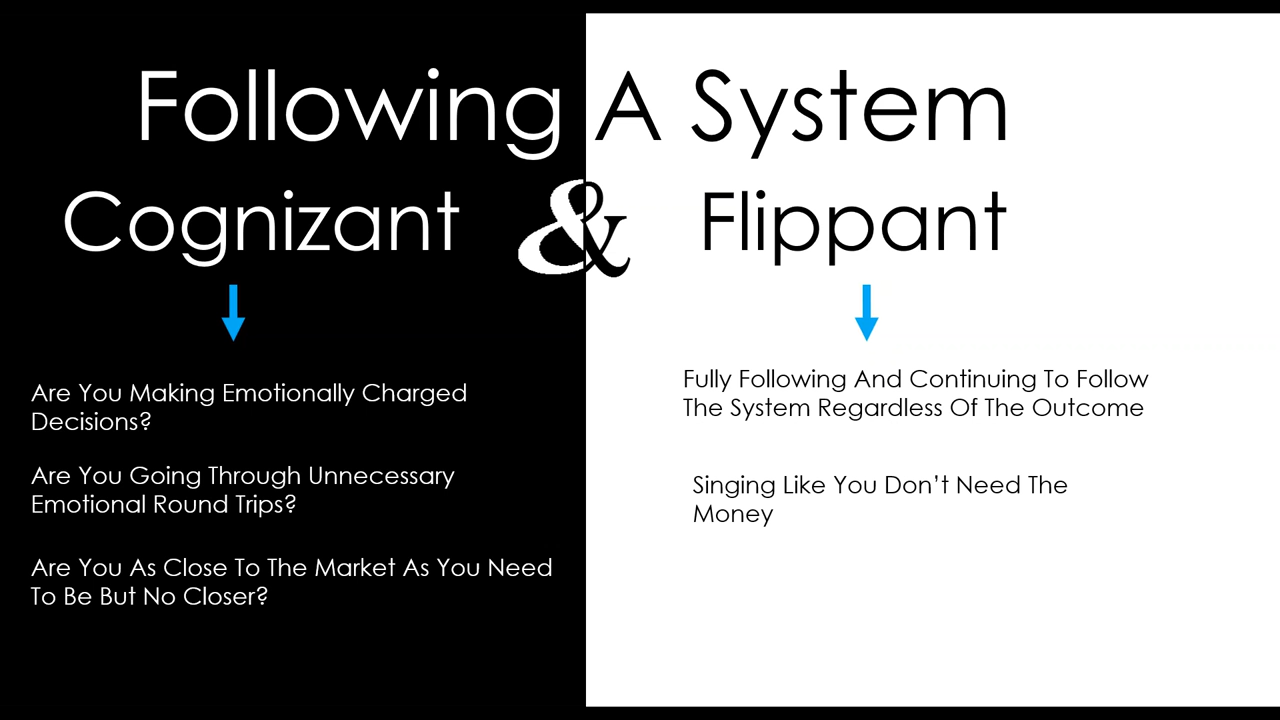 Following A System
Cognizant & Flippant
Are You Making Emotionally Charged
Decisions?
Are You Going Through Unnecessary
Emotional Round Trips?
Are You As Close To The Market As You Need
To Be But No Closer?
Fully Following And Continuing To Follow
The System Regardless Of The Outcome
Singing Like You Don’t Need The
Money